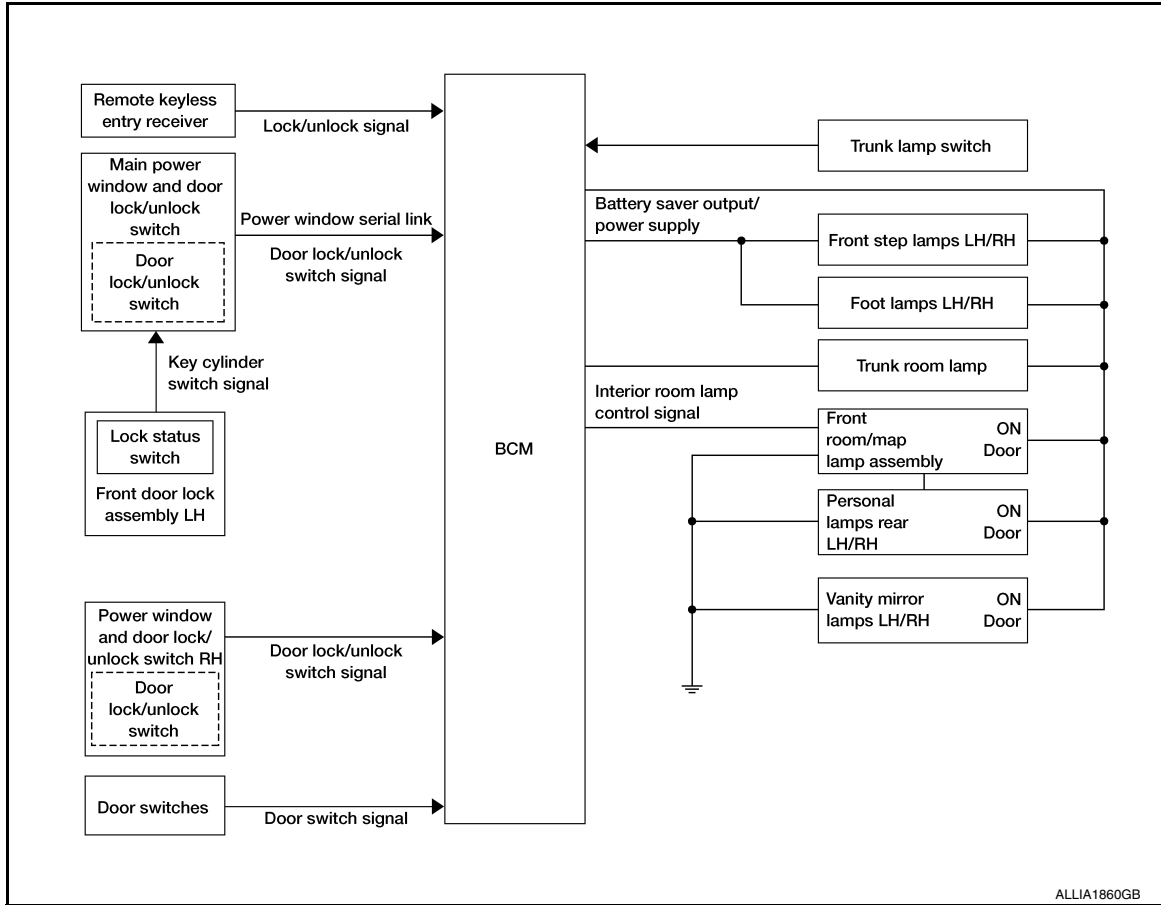 Remote keyless
entry receiver
Lock/unlock signal
Main power
window and door
lock/unlock
switch
Door
lock/unlock
switch
Power window serial link
Door lock/unlock
switch signal
Key cylinder
switch signal
Lock status
switch
Front door lock
assembly LH
Power window
and door lock/
unlock switch RH
Door
lock/unlock
switch
Door lock/unlock
switch signal
Door switches
Door switch signal
BCM
Trunk lamp switch
Battery saver output/
power supply
Front step lamps LH/RH
Foot lamps LH/RH
Trunk room lamp
Interior room lamp
control signal
Front
room/map
lamp assembly
ON
Door
Personal
lamps rear
LH/RH
ON
Door
Vanity mirror
lamps LH/RH
ON
Door
ALLIA1860GB